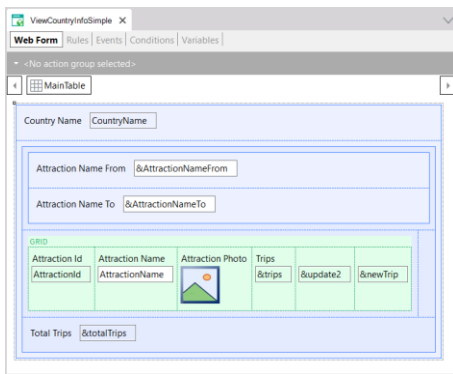 ViewCountryInfoSimple
Web Form Rules Events Conditions Variables
<No action group selected>
MainTable
Country Name CountryName
Attraction Name From &AttractionNameFrom
Attraction Name To &AttractionNameTo
GRID
Attraction Id Attraction Name Attraction Photo Trips
AttractionId AttractionName &trips &update2 &newTrip
Total Trips &totalTrips